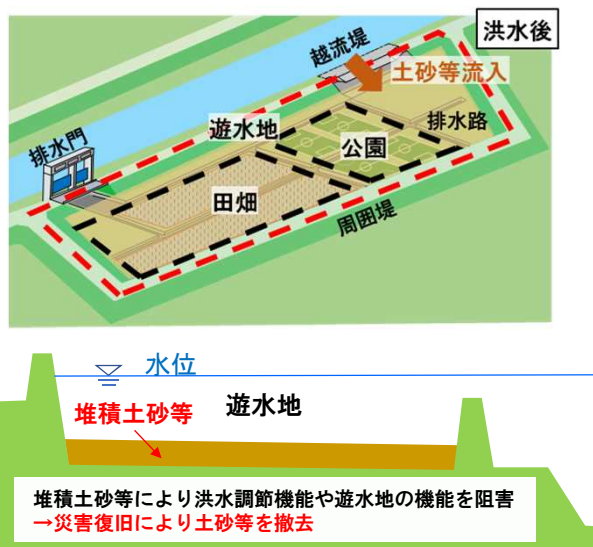 洪水後
越流堤
土砂等流入
遊水地
排水路
排水門
公園
田畑
周囲堤
水位
堆積土砂等
遊水地
堆積土砂等により洪水調節機能や遊水地の機能を阻害
→災害復旧により土砂等を撤去